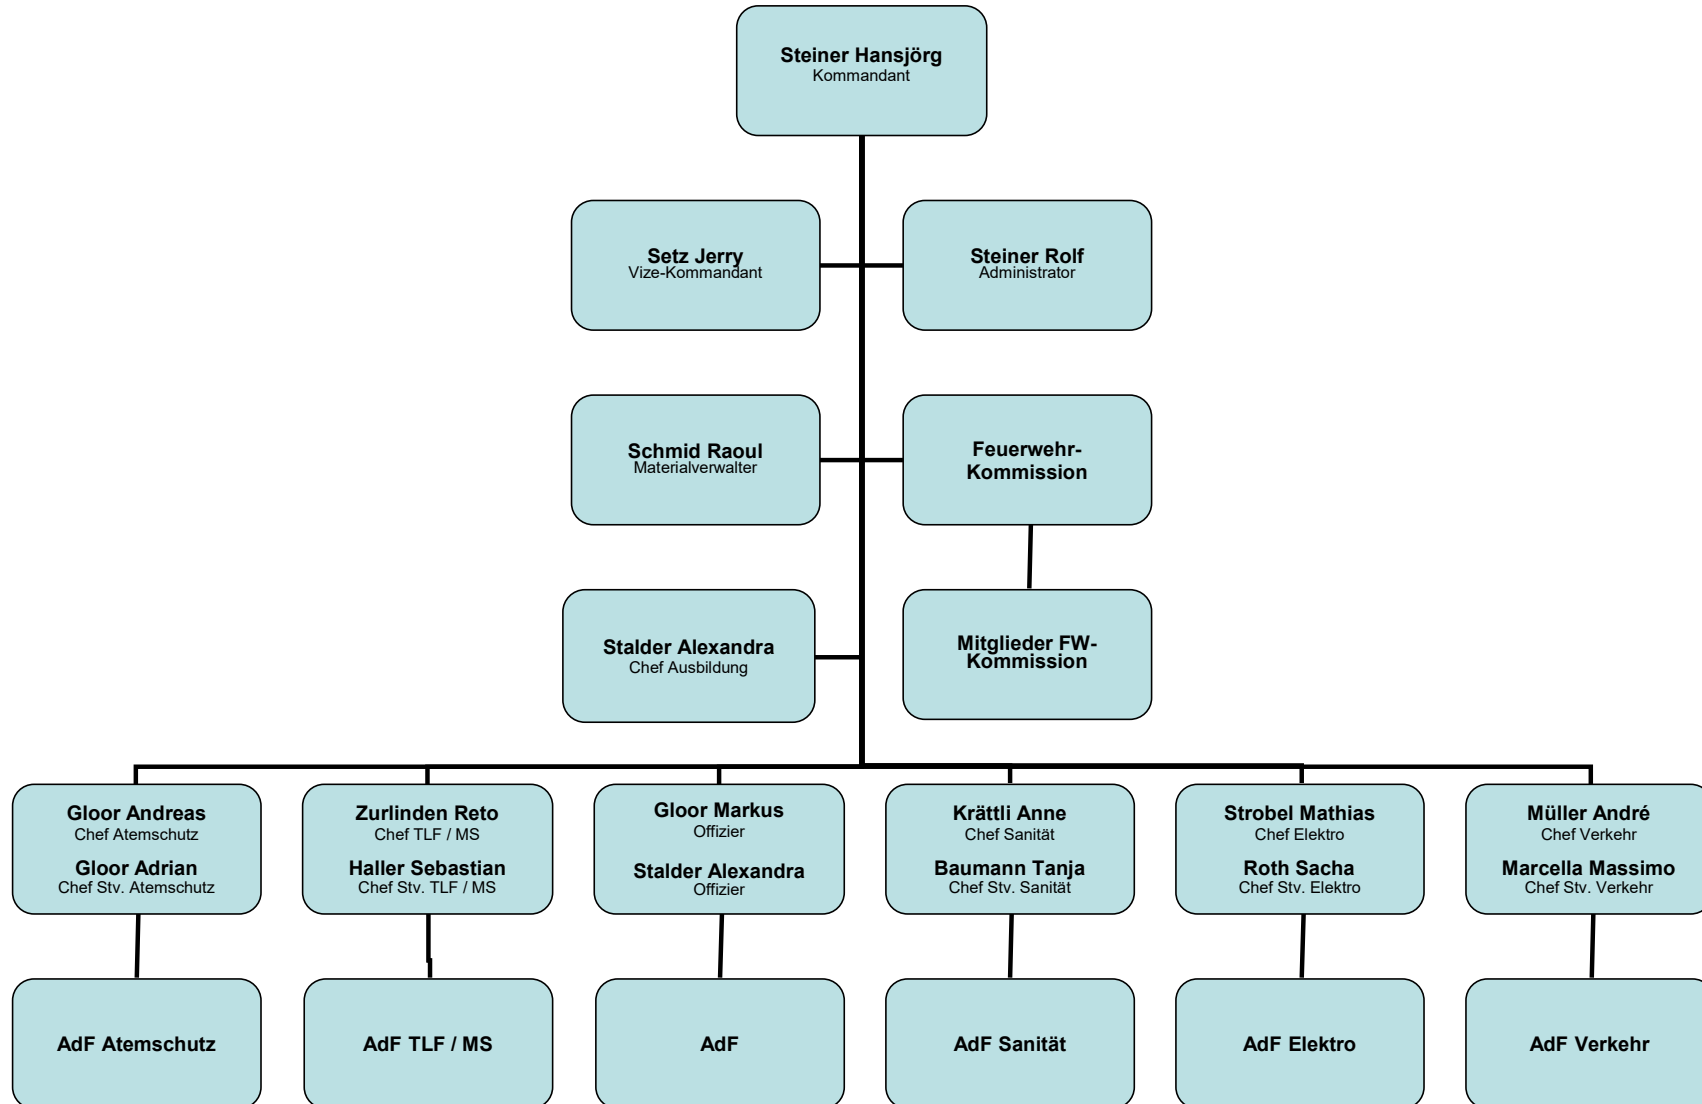 Steiner Hansjörg
Kommandant
Setz Jerry
Vize-Kommandant
Steiner Rolf
Administrator
Schmid Raoul
Materialverwalter
Feuerwehr-
Kommission
Stalder Alexandra
Chef Ausbildung
Mitglieder FW-
Kommission
Gloor Andreas
Chef Atemschutz
Gloor Adrian
Chef Stv. Atemschutz
Zurlinden Reto
Chef TLF / MS
Haller Sebastian
Chef Stv. TLF / MS
Gloor Markus
Offizier
Stalder Alexandra
Offizier
Krättli Anne
Chef Sanität
Baumann Tanja
Chef Stv. Sanität
Strobel Mathias
Chef Elektro
Roth Sacha
Chef Stv. Elektro
Müller André
Chef Verkehr
Marcella Massimo
Chef Stv. Verkehr
AdF Atemschutz
AdF TLF / MS
AdF
AdF Sanität
AdF Elektro
AdF Verkehr